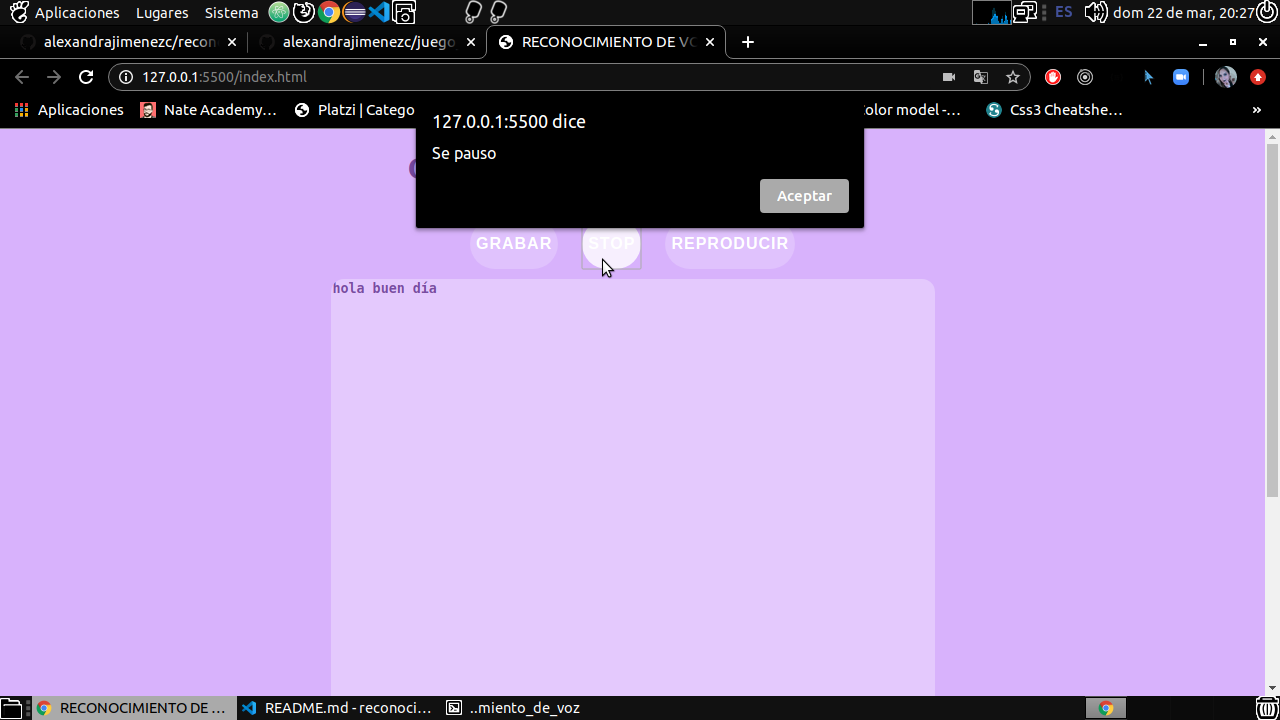 Aplicaciones Lugares Sistema ES dom 22 de mar, 20:27
alexandrajimenezc/recon alexandrajimenezc/juego RECONOCIMIENTO DE VO
127.0.0.1:5500/index.html
Aplicaciones Nate Academy… Platzi | Catego olor model -… Css3 Cheatshe… »
127.0.0.1:5500 dice
Se pauso
Aceptar
GRABAR STOP REPRODUCIR
hola buen día
RECONOCIMIENTO DE … README.md - reconoci… ..miento_de_voz